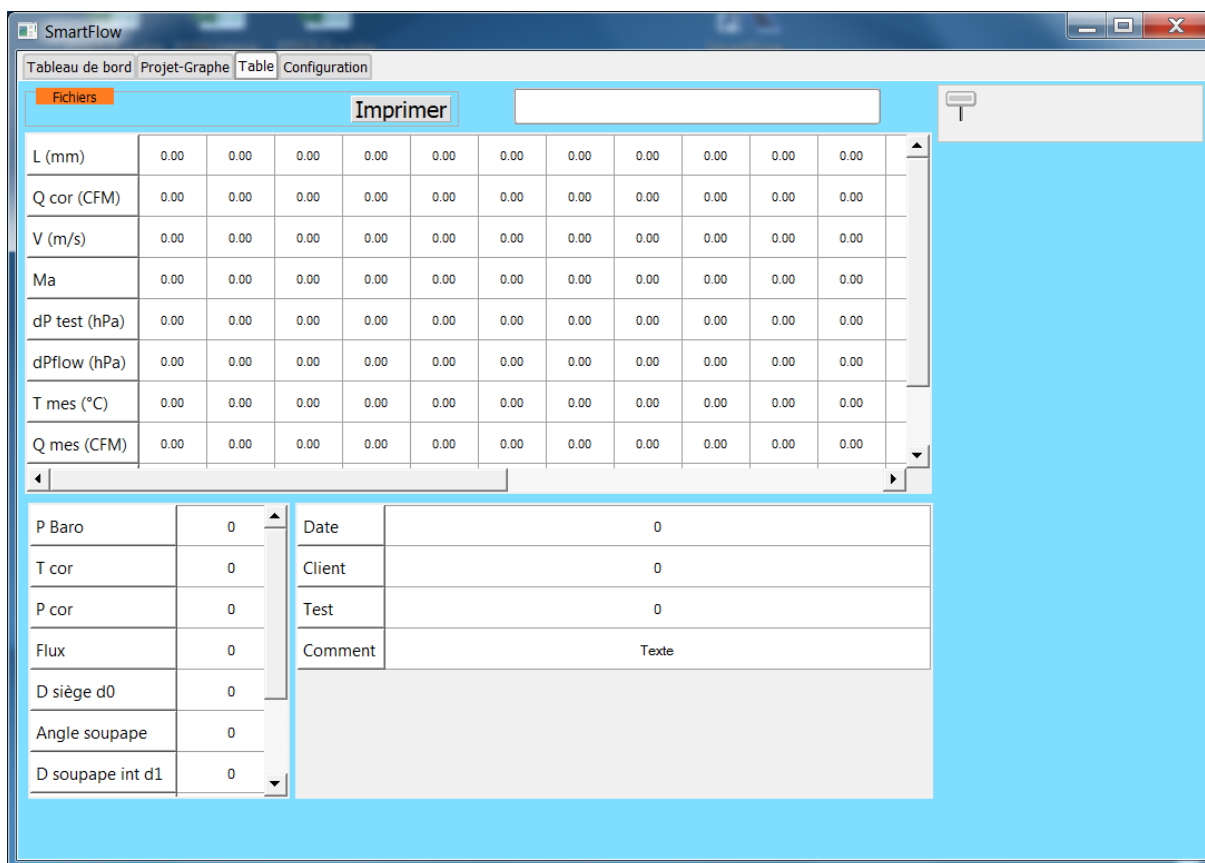 SmartFlow
Tableau de bord Projet-Graphe Table Configuration
Fichiers
Imprimer
L (mm) 0.00 0.00 0.00 0.00 0.00 0.00 0.00 0.00 0.00 0.00 0.00
Q cor (CFM) 0.00 0.00 0.00 0.00 0.00 0.00 0.00 0.00 0.00 0.00 0.00
V (m/s) 0.00 0.00 0.00 0.00 0.00 0.00 0.00 0.00 0.00 0.00 0.00
Ma 0.00 0.00 0.00 0.00 0.00 0.00 0.00 0.00 0.00 0.00 0.00
dP test (hPa) 0.00 0.00 0.00 0.00 0.00 0.00 0.00 0.00 0.00 0.00 0.00
dPflow (hPa) 0.00 0.00 0.00 0.00 0.00 0.00 0.00 0.00 0.00 0.00 0.00
T mes (°C) 0.00 0.00 0.00 0.00 0.00 0.00 0.00 0.00 0.00 0.00 0.00
Q mes (CFM) 0.00 0.00 0.00 0.00 0.00 0.00 0.00 0.00 0.00 0.00 0.00
P Baro 0
T cor 0
P cor 0
Flux 0
D siège d0 0
Angle soupape 0
D soupape int d1 0
Date 0
Client 0
Test 0
Comment Texte